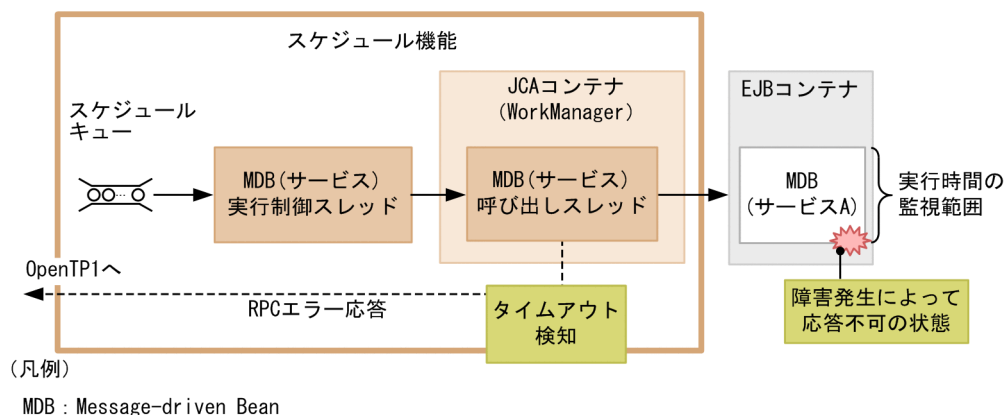 スケジュール機能
JCAコンテナ
(WorkManager)
EJBコンテナ
スケジュール
キュー
MDB(サービス)
実行制御スレッド
MDB(サービス)
呼び出しスレッド
MDB
(サービスA)
実行時間の
監視範囲
OpenTP1へ
RPCエラー応答
タイムアウト
検知
障害発生によって
応答不可の状態
(凡例)
MDB：Message-driven Bean